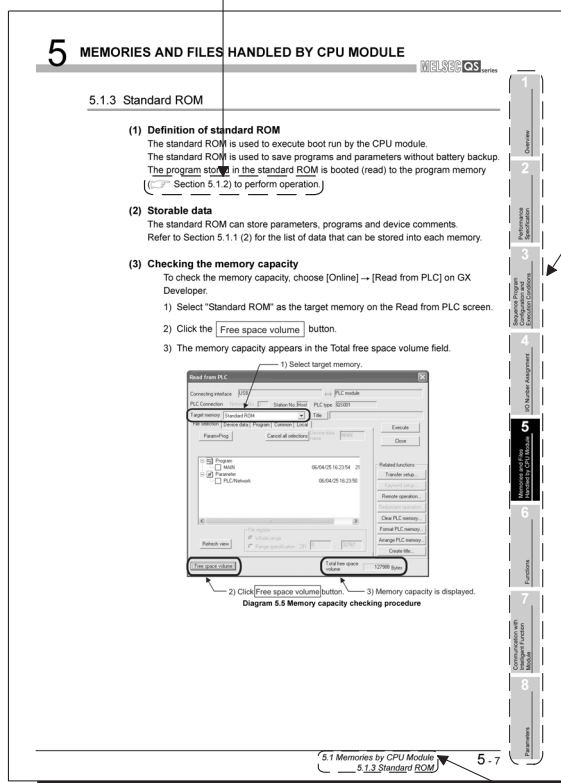 5 MEMORIES AND FILES HANDLED BY CPU MODULE
MELSEC QS series
5.1.3 Standard ROM
(1) Definition of standard ROM
The standard ROM is used to execute boot run by the CPU module.
The standard ROM is used to save programs and parameters without battery backup.
The program stored in the standard ROM is booted (read) to the program memory
( Section 5.1.2) to perform operation.
(2) Storable data
The standard ROM can store parameters, programs and device comments.
Refer to Section 5.1.1 (2) for the list of data that can be stored into each memory.
(3) Checking the memory capacity
To check the memory capacity, choose [Online] → [Read from PLC] on GX
Developer.
1) Select "Standard ROM" as the target memory on the Read from PLC screen.
2) Click the Free space volume button.
3) The memory capacity appears in the Total free space volume field.
1) Select target memory.
Read from PLC
Connecting interface USB <--> PLC module
PLC Connection Station No. Host PLC type QS001
Target memory Standard ROM Title
File selection Device data Program Common Local
Param+Prog Cancel all selections
Execute
Close
Program
MAIN 06/04/25 16:23:54
Parameter
PLC/Network 06/04/25 16:23:50
Related functions
Transfer setup...
Keyword setup...
Remote operation...
Redundant operation...
Clear PLC memory...
Format PLC memory...
Arrange PLC memory...
Create title...
File register
Whole range
Range specification ZR 0 - 32767
Refresh view
Free space volume
Total free space volume 127988 Bytes
2) Click Free space volume button.
3) Memory capacity is displayed.
Diagram 5.5 Memory capacity checking procedure
1
Overview
2
Performance
Specification
3
Sequence Program
Configuration and
Execution Conditions
4
I/O Number Assignment
5
Memories and Files
Handled by CPU Module
6
Functions
7
Communication with
Intelligent Function
Module
8
Parameters
5.1 Memories by CPU Module
5.1.3 Standard ROM
5 - 7